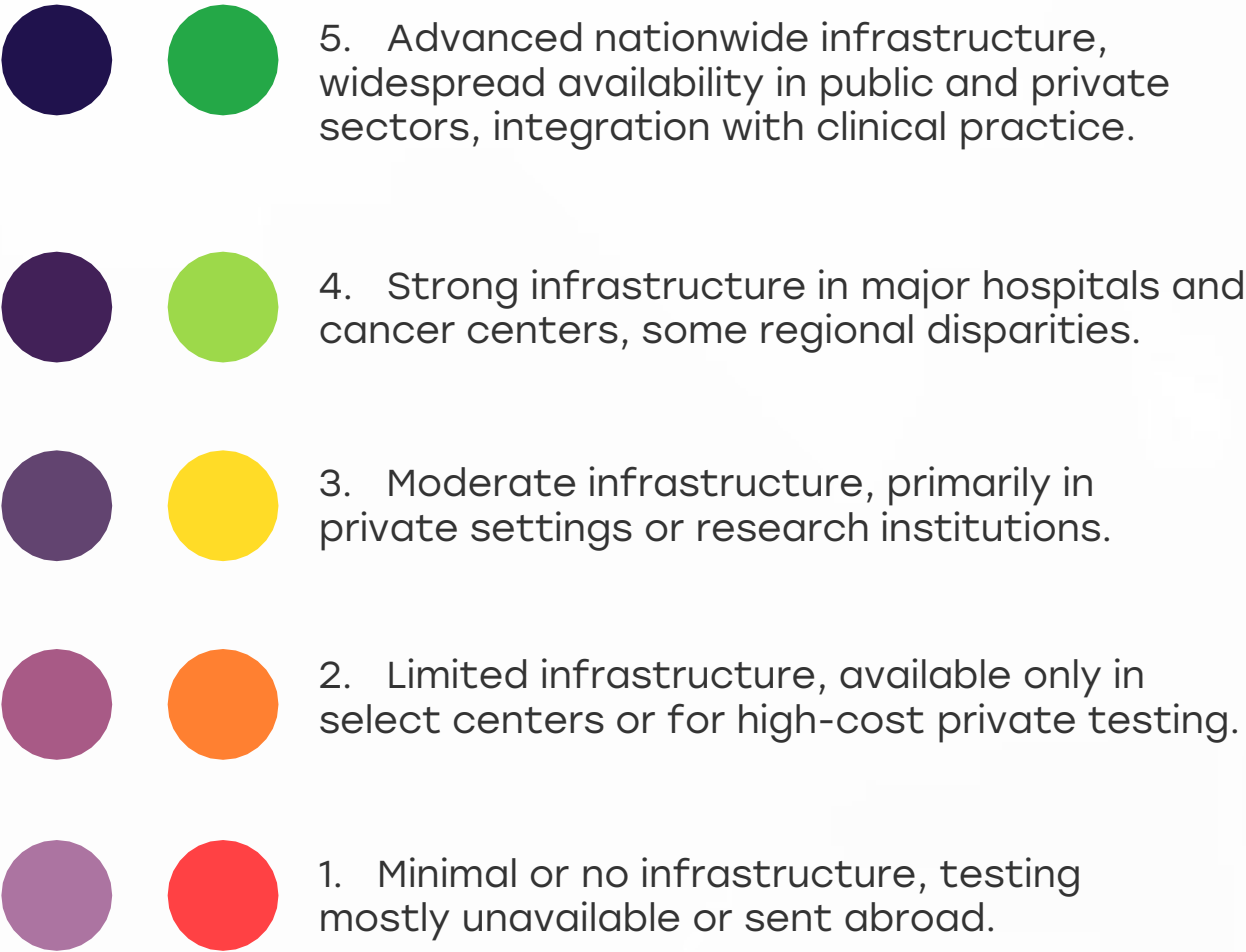 5. Advanced nationwide infrastructure,
widespread availability in public and private
sectors, integration with clinical practice.
4. Strong infrastructure in major hospitals and
cancer centers, some regional disparities.
3. Moderate infrastructure, primarily in
private settings or research institutions.
2. Limited infrastructure, available only in
select centers or for high-cost private testing.
1. Minimal or no infrastructure, testing
mostly unavailable or sent abroad.